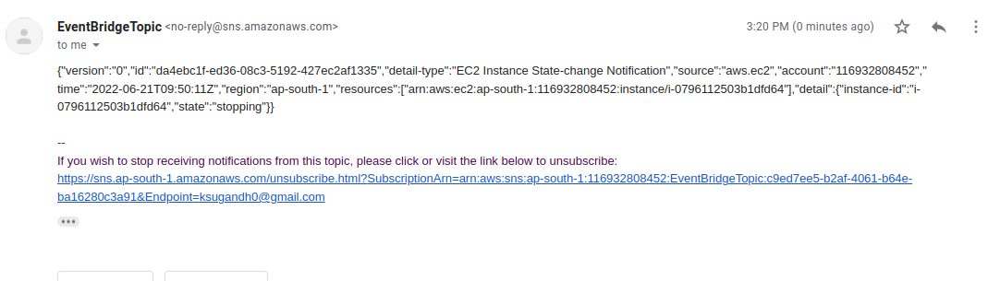 EventBridgeTopic <no-reply@sns.amazonaws.com>
3:20 PM (0 minutes ago)
to me
{"version":"0","id":"da4ebc1f-ed36-08c3-5192-427ec2af1335","detail-type":"EC2 Instance State-change Notification","source":"aws.ec2","account":"116932808452","
time":"2022-06-21T09:50:11Z","region":"ap-south-1","resources":["arn:aws:ec2:ap-south-1:116932808452:instance/i-0796112503b1dfd64"],"detail":{"instance-id":"i-
0796112503b1dfd64","state":"stopping"}}
--
If you wish to stop receiving notifications from this topic, please click or visit the link below to unsubscribe:
https://sns.ap-south-1.amazonaws.com/unsubscribe.html?SubscriptionArn=arn:aws:sns:ap-south-1:116932808452:EventBridgeTopic:c9ed7ee5-b2af-4061-b64e-
ba16280c3a91&Endpoint=ksugandh0@gmail.com